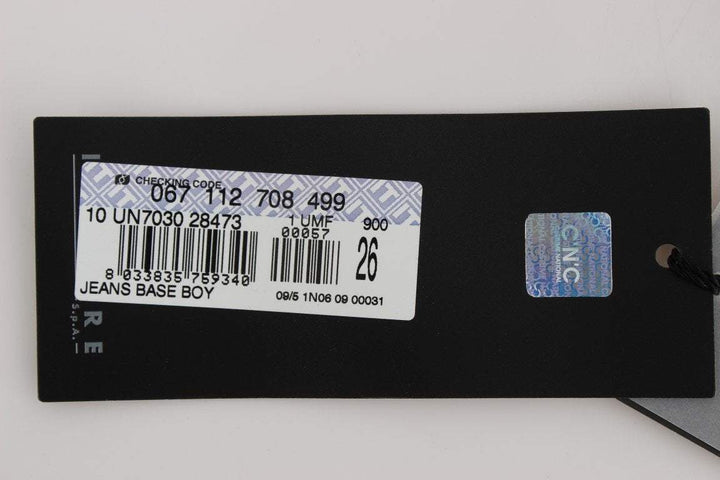 CHECKING CODE
067 112 708 499
10 UN7030 28473 1 UMF 900
00057
26
8 033835 759340
JEANS BASE BOY 09/5 1N06 09 00031
R E
S.p.A.
C'N'C